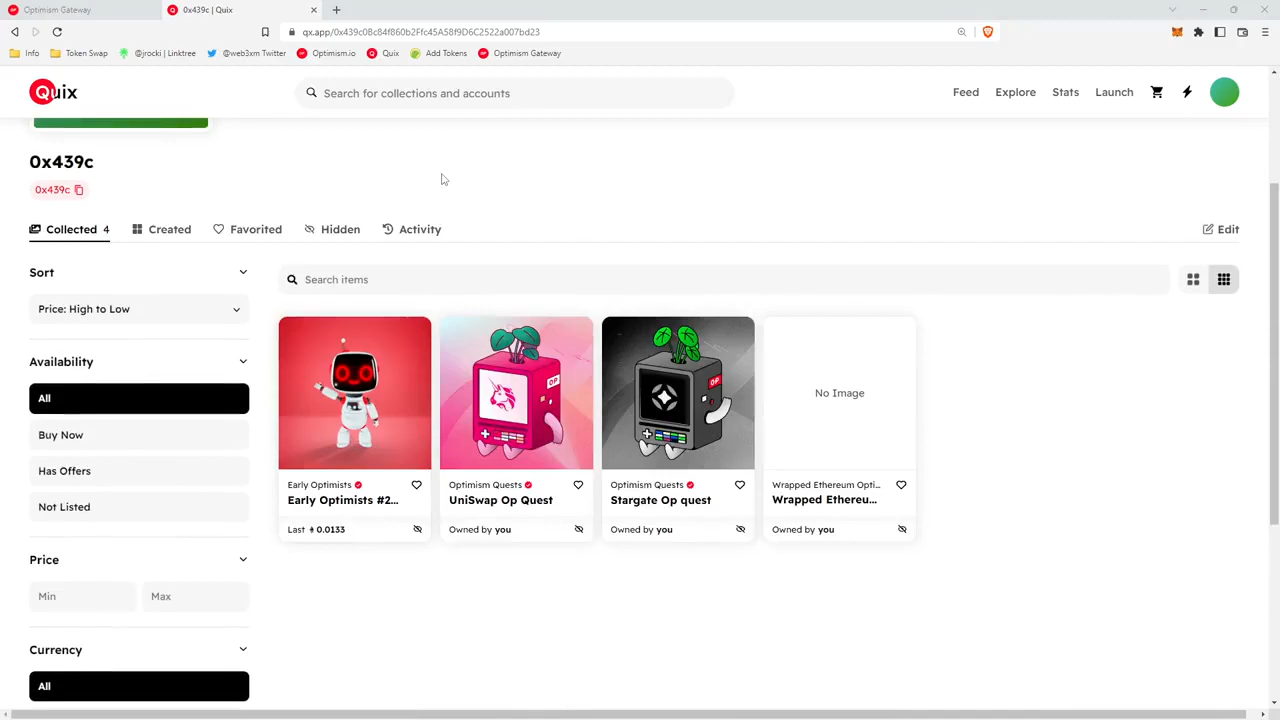 Optimism Gateway
0x439c | Quix
qx.app/0x439c0Bc84f860b2Ffc45A58f9D6C2522a007bd23
Info
Token Swap
@jrocki | Linktree
@web3xm Twitter
Optimism.io
Quix
Add Tokens
Optimism Gateway
Quix
Search for collections and accounts
Feed
Explore
Stats
Launch
0x439c
0x439c
Collected 4
Created
Favorited
Hidden
Activity
Edit
Sort
Search items
Price: High to Low
Availability
All
Buy Now
Has Offers
Not Listed
Price
Min
Max
Currency
All
OP
OP
No Image
Early Optimists
Early Optimists #2...
Last 0.0133
Optimism Quests
UniSwap Op Quest
Owned by you
Optimism Quests
Stargate Op quest
Owned by you
Wrapped Ethereum Opti...
Wrapped Ethereu...
Owned by you